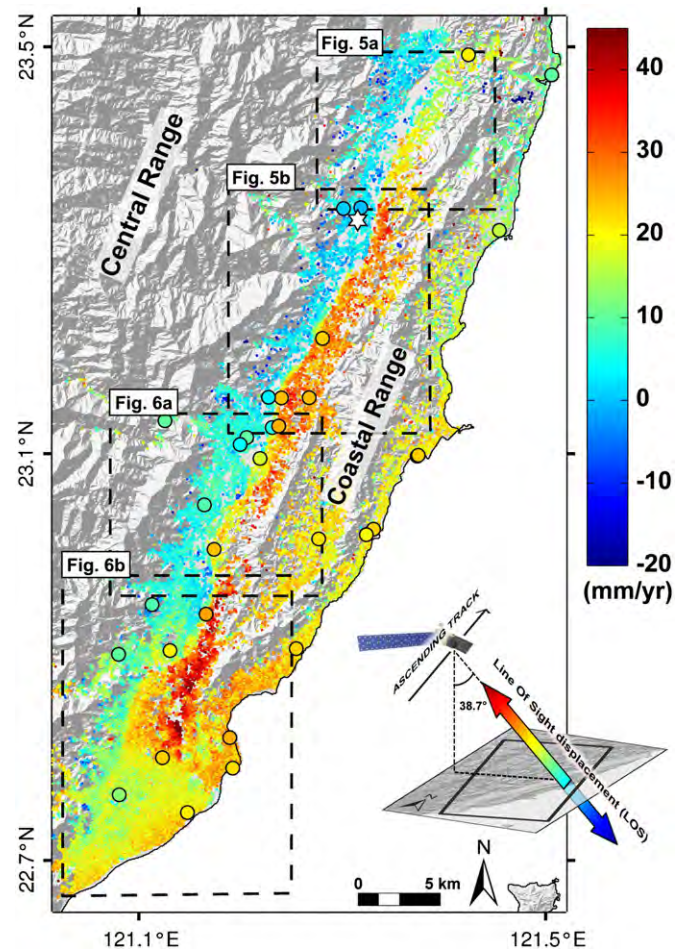 23.5°N
23.1°N
22.7°N
121.1°E
121.5°E
Fig. 5a
Fig. 5b
Fig. 6a
Fig. 6b
Central Range
Coastal Range
40
30
20
10
0
-10
-20
(mm/yr)
ASCENDING TRACK
38.7°
Line Of Sight displacement (LOS)
N
N
0
5 km